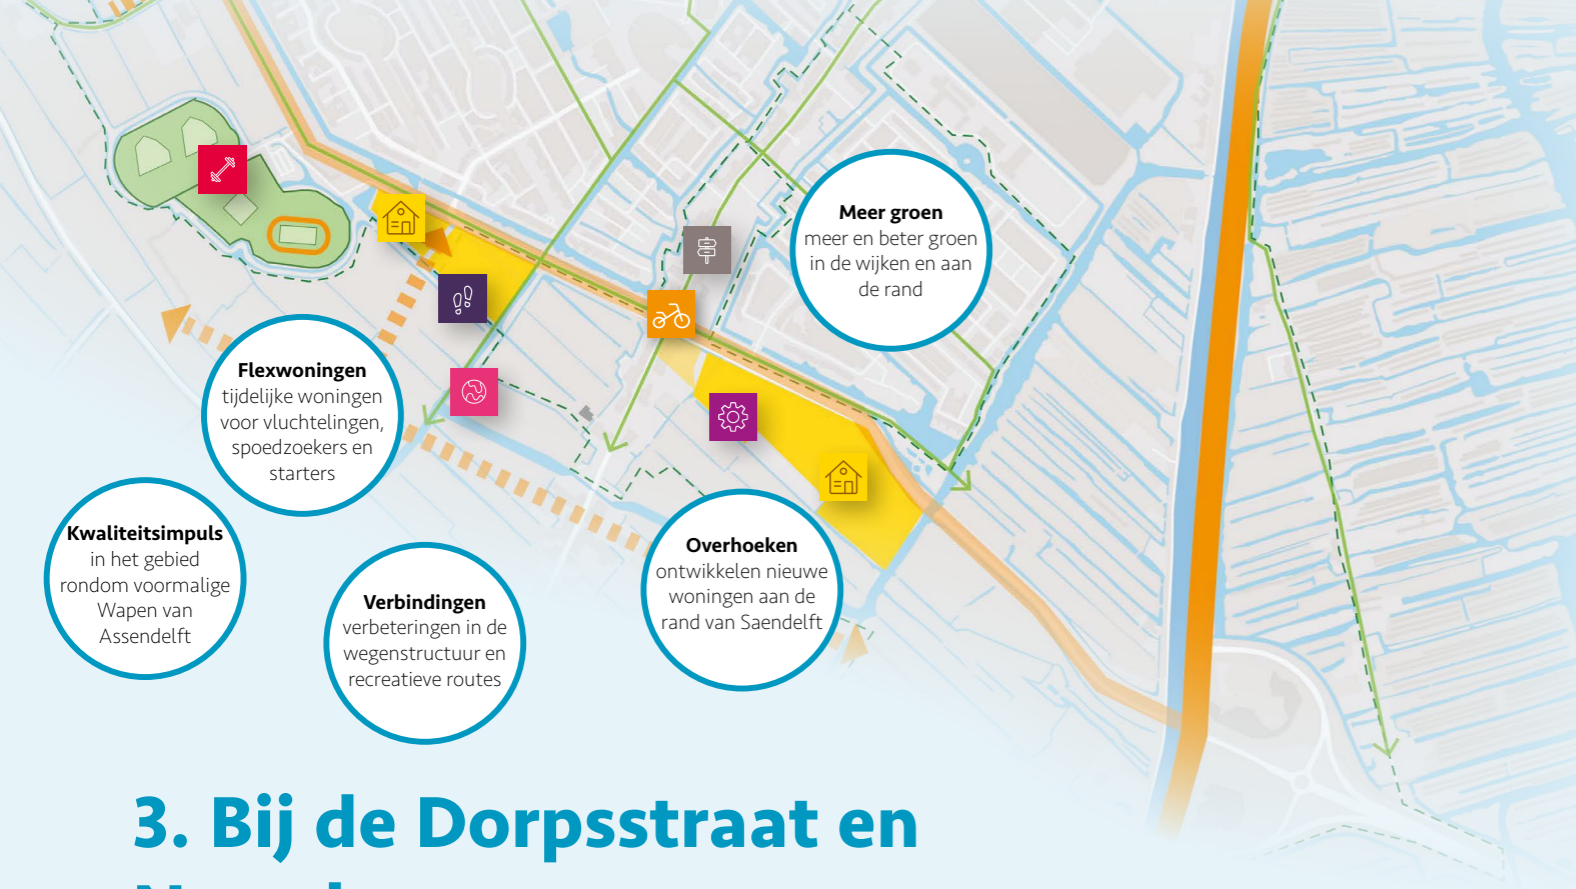 Meer groen
meer en beter groen
in de wijken en aan
de rand
Flexwoningen
tijdelijke woningen
voor vluchtelingen,
spoedzoekers en
starters
Kwaliteitsimpuls
in het gebied
rondom voormalige
Wapen van
Assendelft
Verbindingen
verbeteringen in de
wegenstructuur en
recreatieve routes
Overhoeken
ontwikkelen nieuwe
woningen aan de
rand van Saendelft
3. Bij de Dorpsstraat en